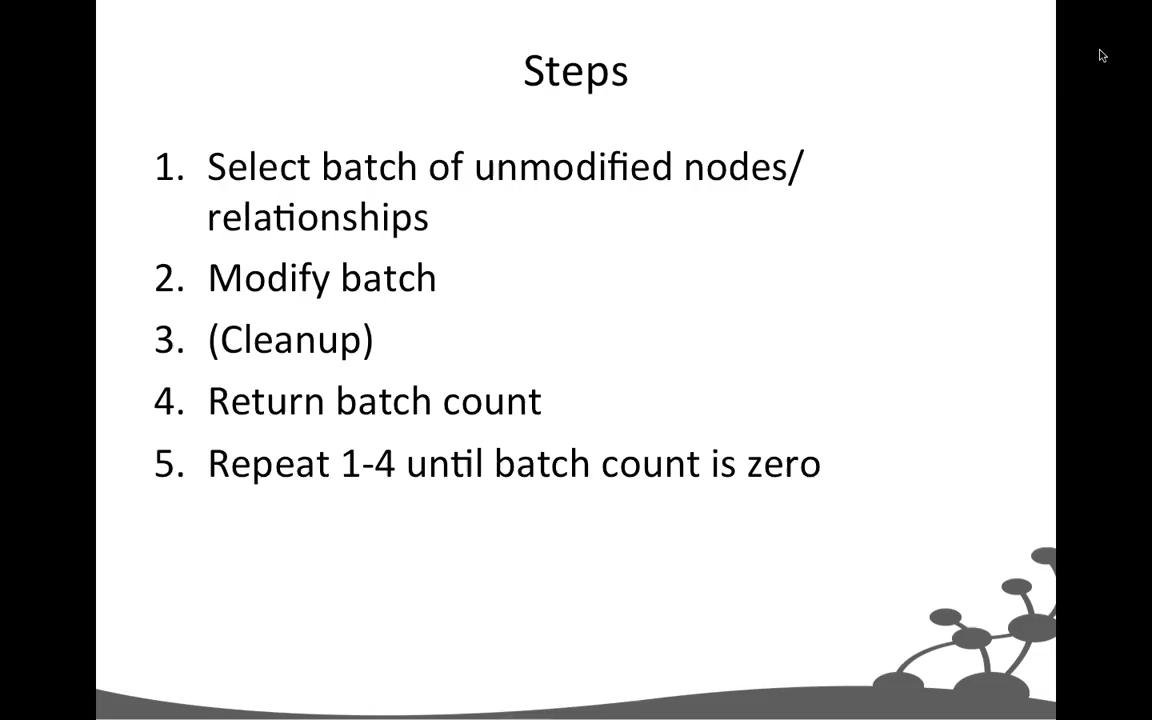 Steps
1. Select batch of unmodified nodes/
relationships
2. Modify batch
3. (Cleanup)
4. Return batch count
5. Repeat 1-4 until batch count is zero